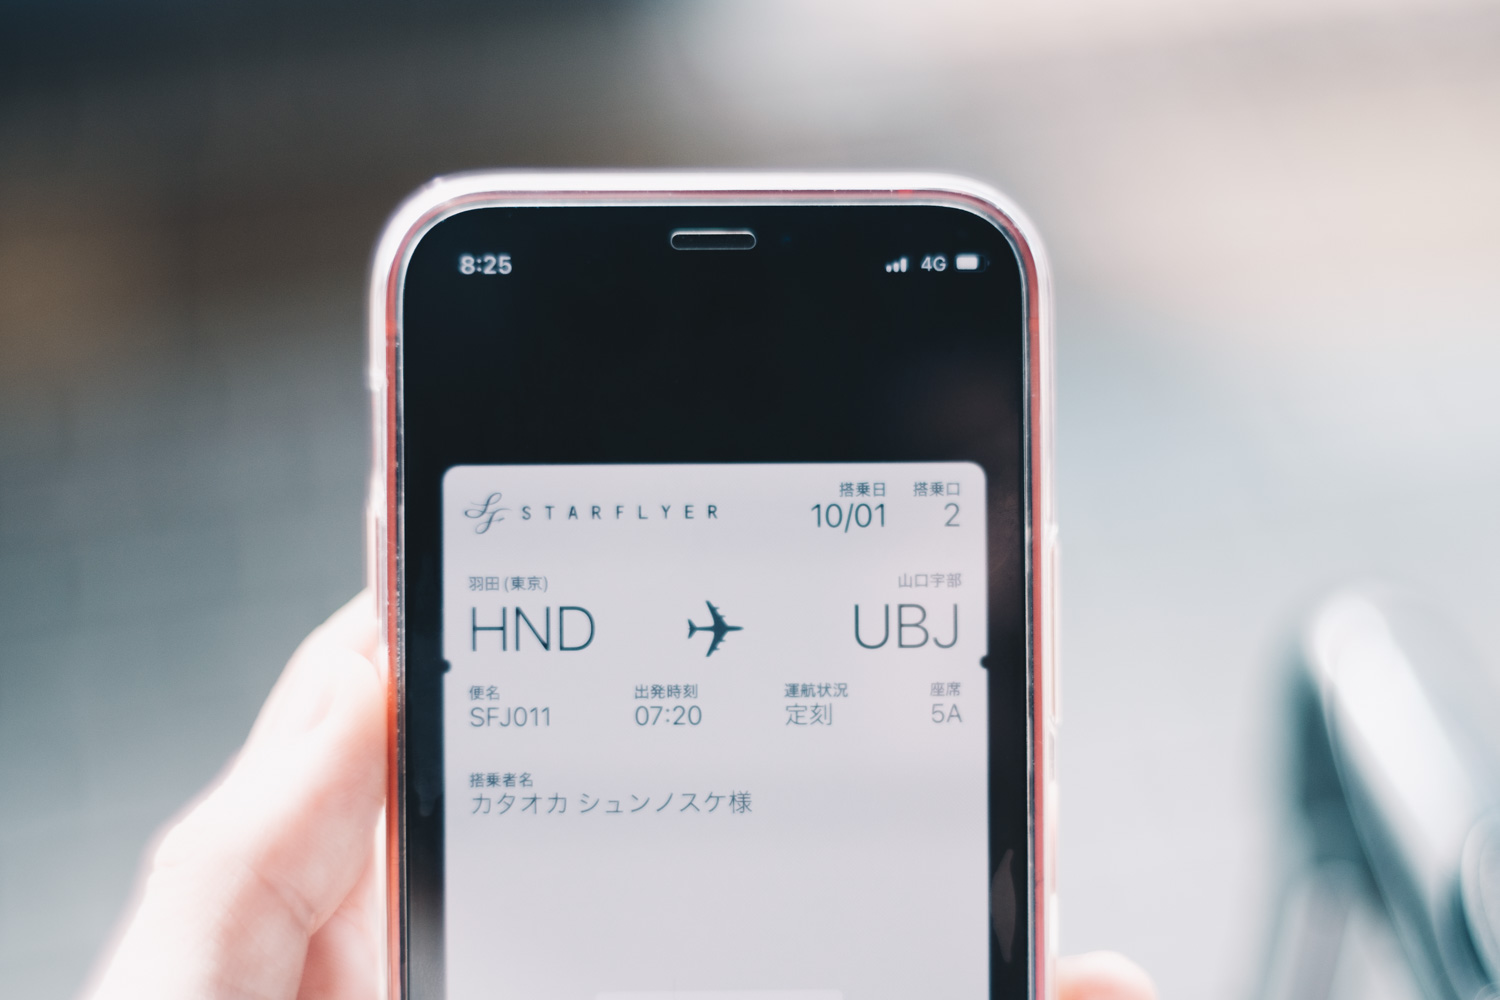 8:25 4G
STARFLYER
搭乗日 搭乗口
10/01 2
羽田 (東京) 山口宇部
HND UBJ
便名 出発時刻 運航状況 座席
SFJ011 07:20 定刻 5A
搭乗者名
カタオカ シュンノスケ様